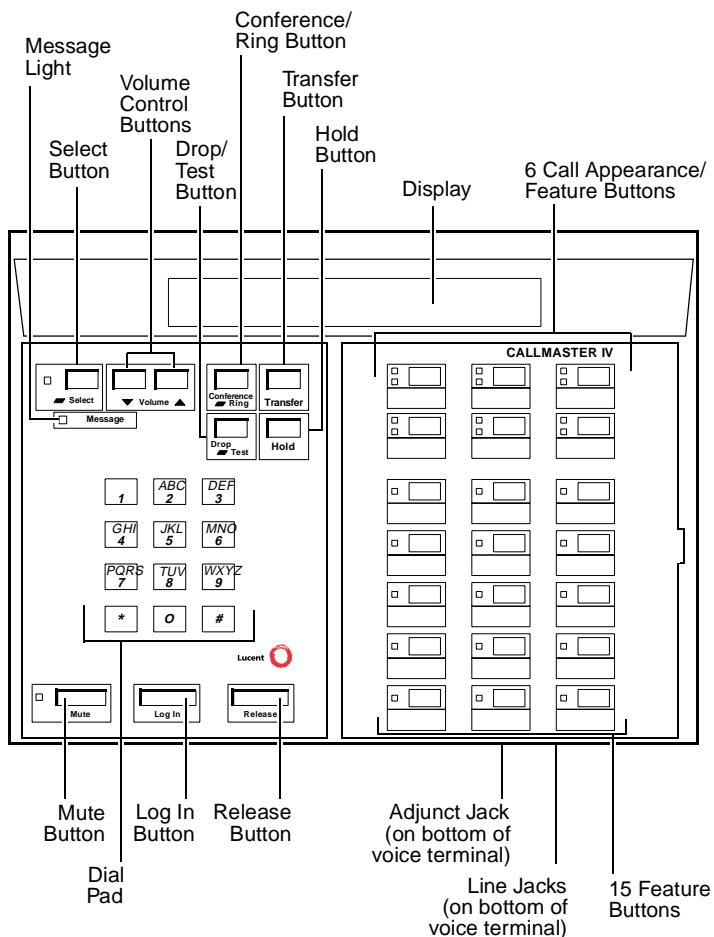 Conference/
Ring Button
Message
Light
Volume
Control
Buttons
Transfer
Button
Select
Button
Drop/
Test
Button
Hold
Button
Display
6 Call Appearance/
Feature Buttons
CALLMASTER IV
Select
Volume
Conference
Ring
Transfer
Message
Drop
Test
Hold
1
ABC
2
DEF
3
GHI
4
JKL
5
MNO
6
PQRS
7
TUV
8
WXYZ
9
*
O
#
Lucent
Mute
Log In
Release
Mute
Button
Log In
Button
Release
Button
Dial
Pad
Adjunct Jack
(on bottom of
voice terminal)
Line Jacks
(on bottom of
voice terminal)
15 Feature
Buttons